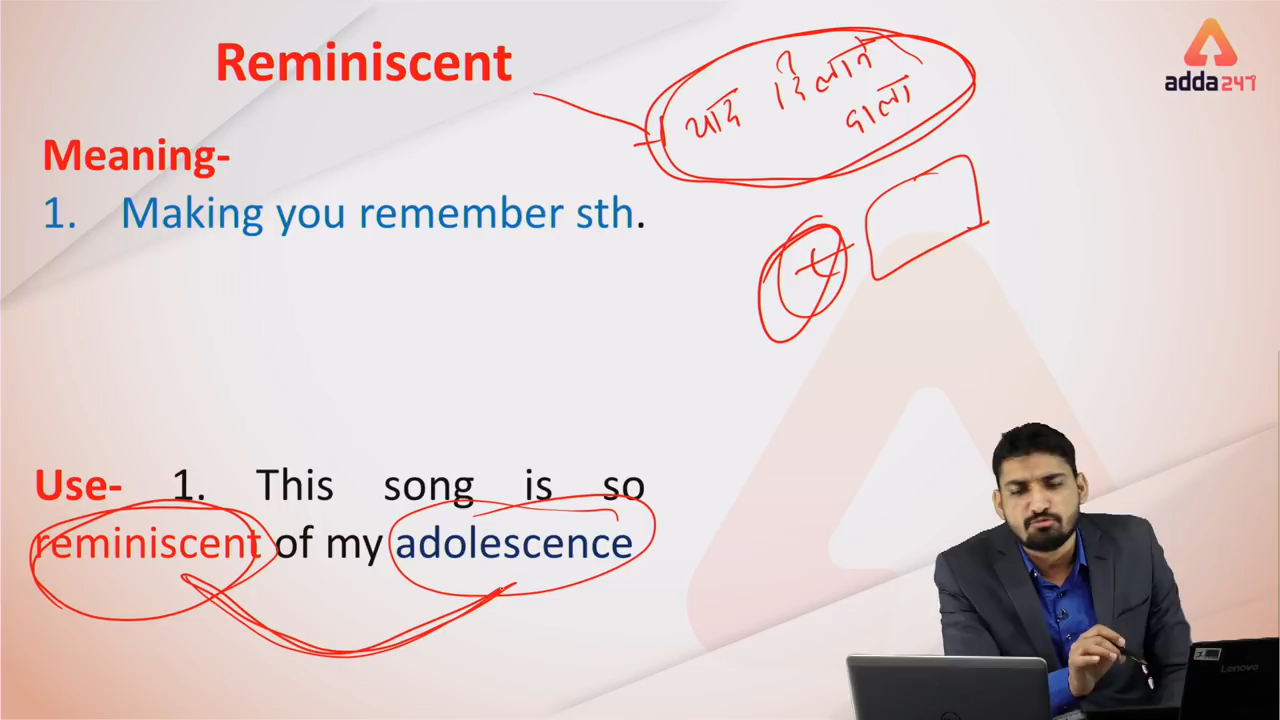 Reminiscent
याद दिलाने
वाला
adda247
Meaning-
1. Making you remember sth.
Use- 1. This song is so
reminiscent of my adolescence
Lenovo